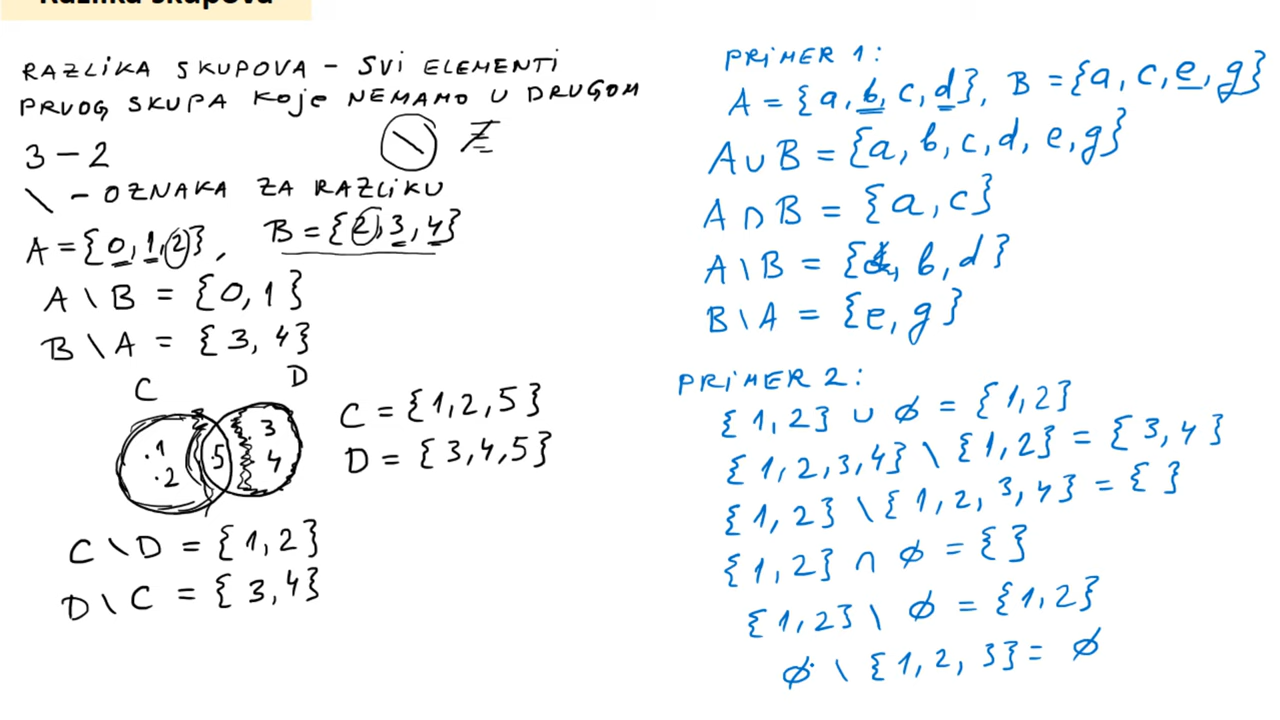 Razlika skupova
RAZLIKA SKUPOVA - SVI ELEMENTI
PRVOG SKUPA KOJE NEMAMO U DRUGOM
3 - 2
\
\ - OZNAKA ZA RAZLIKU
A = {0, 1, 2}, B = {2, 3, 4}
A \ B = {0, 1}
B \ A = {3, 4}
C D
.1
.2
5
3
4
C = {1, 2, 5}
D = {3, 4, 5}
C \ D = {1, 2}
D \ C = {3, 4}
PRIMER 1:
A = {a, b, c, d}, B = {a, c, e, g}
A ∪ B = {a, b, c, d, e, g}
A ∩ B = {a, c}
A \ B = {b, d}
B \ A = {e, g}
PRIMER 2:
{1, 2} ∪ ∅ = {1, 2}
{1, 2, 3, 4} \ {1, 2} = {3, 4}
{1, 2} \ {1, 2, 3, 4} = { }
{1, 2} ∩ ∅ = { }
{1, 2} \ ∅ = {1, 2}
∅ \ {1, 2, 3} = ∅